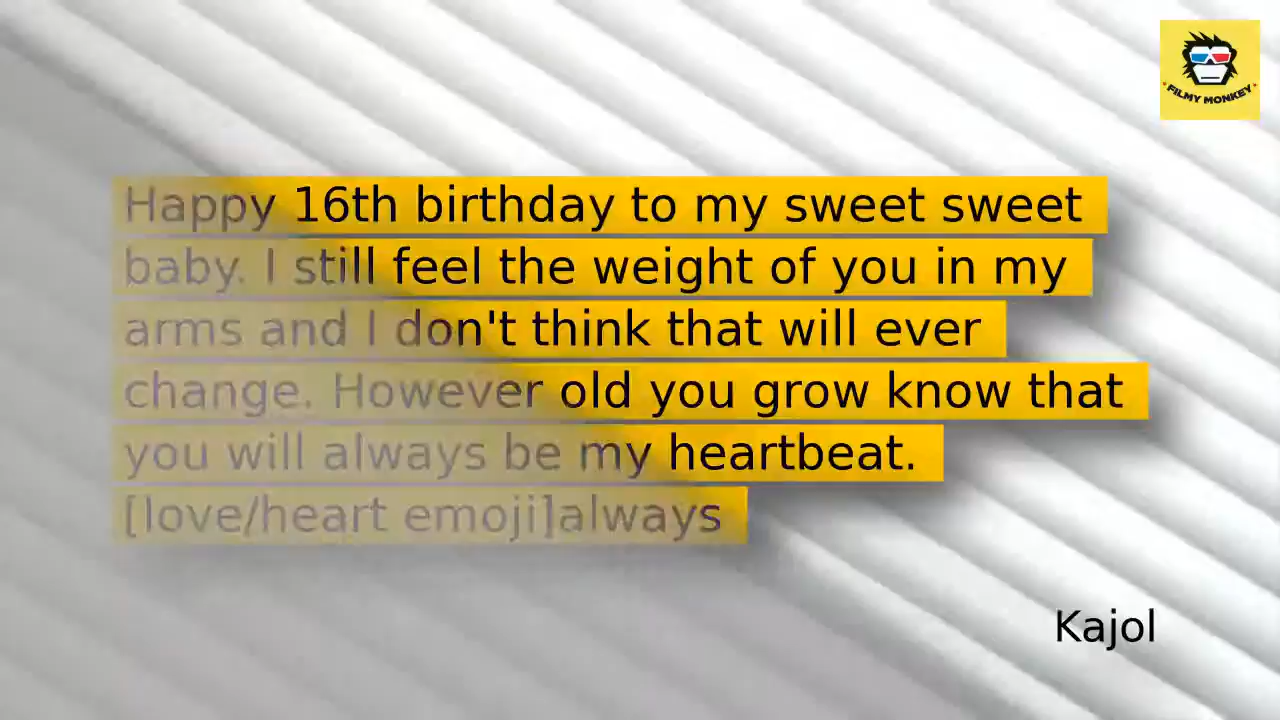 FILMY MONKEY
Happy 16th birthday to my sweet sweet
baby. I still feel the weight of you in my
arms and I don't think that will ever
change. However old you grow know that
you will always be my heartbeat.
[love/heart emoji]always
Kajol